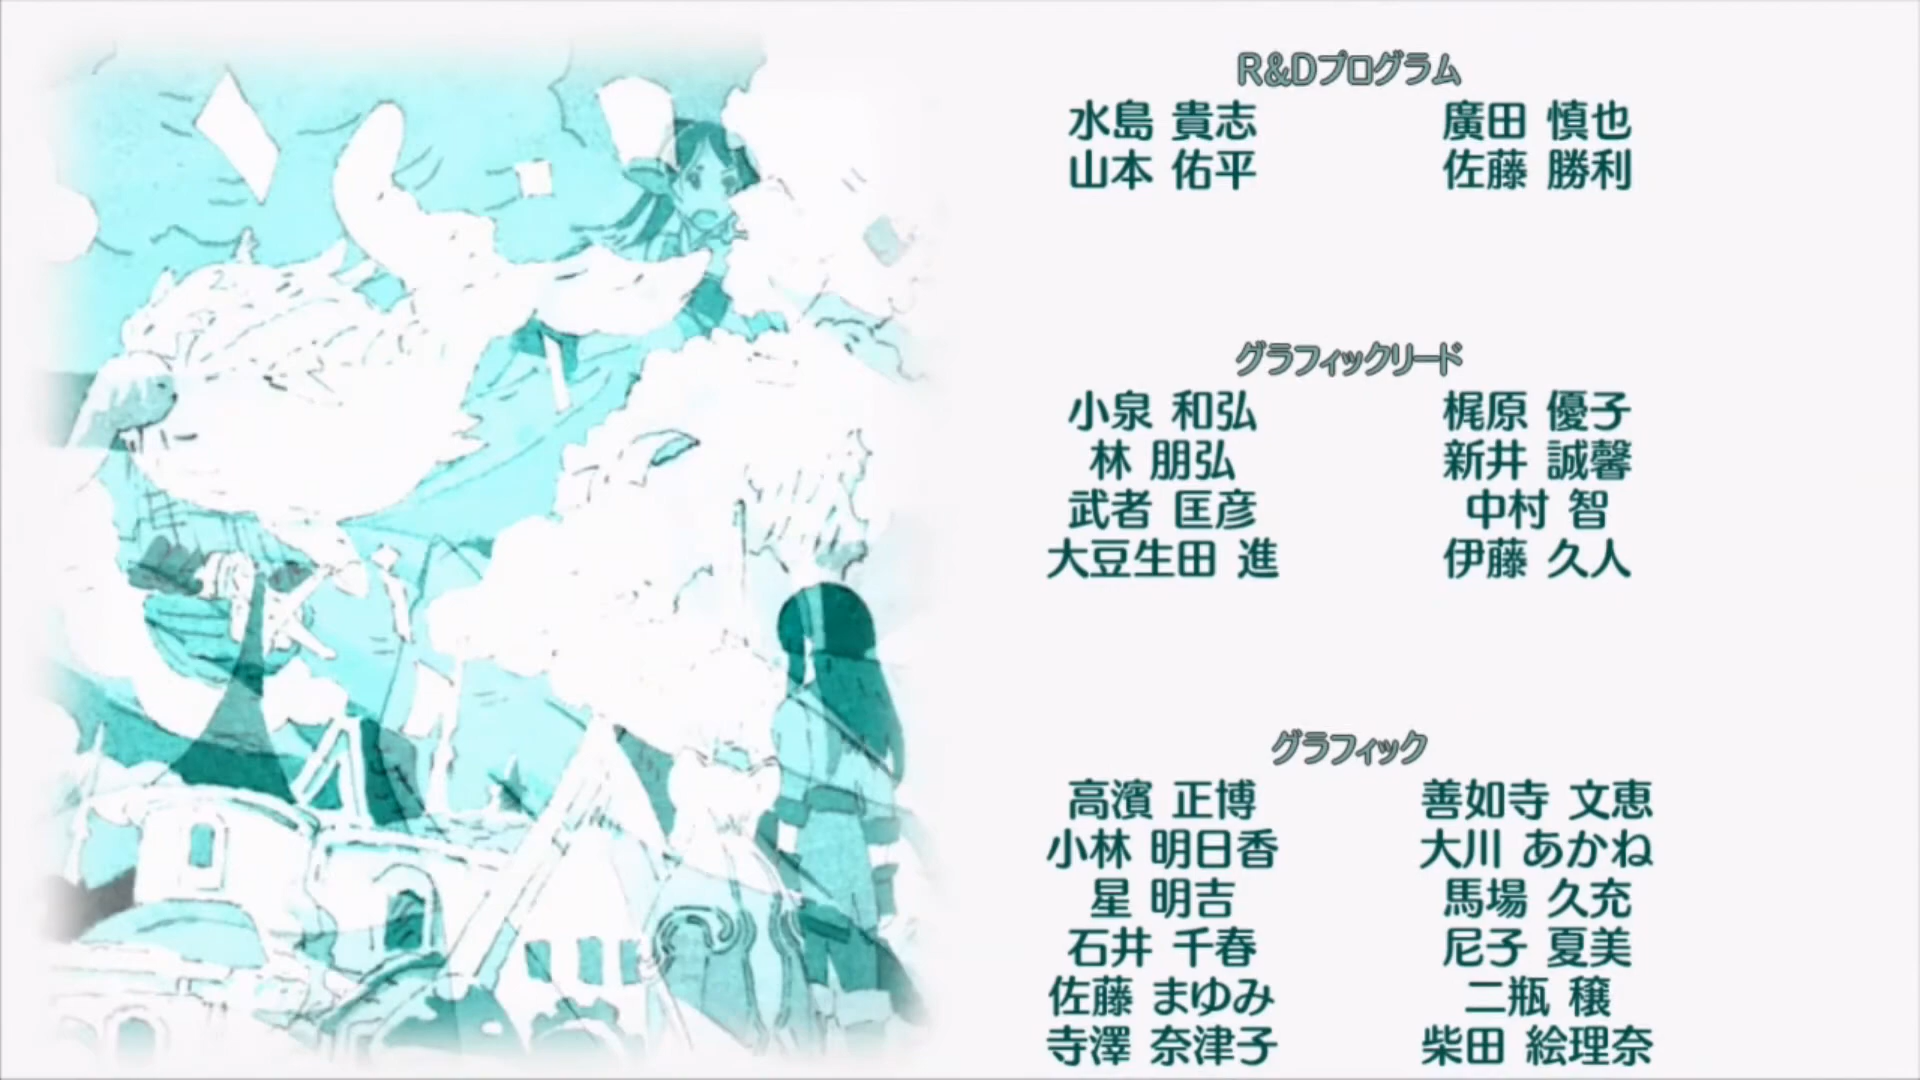 R&Dプログラム
水島 貴志 廣田 慎也
山本 佑平 佐藤 勝利
グラフィックリード
小泉 和弘 梶原 優子
林 朋弘 新井 誠馨
武者 匡彦 中村 智
大豆生田 進 伊藤 久人
グラフィック
高濱 正博 善如寺 文恵
小林 明日香 大川 あかね
星 明吉 馬場 久充
石井 千春 尼子 夏美
佐藤 まゆみ 二瓶 穣
寺澤 奈津子 柴田 絵理奈